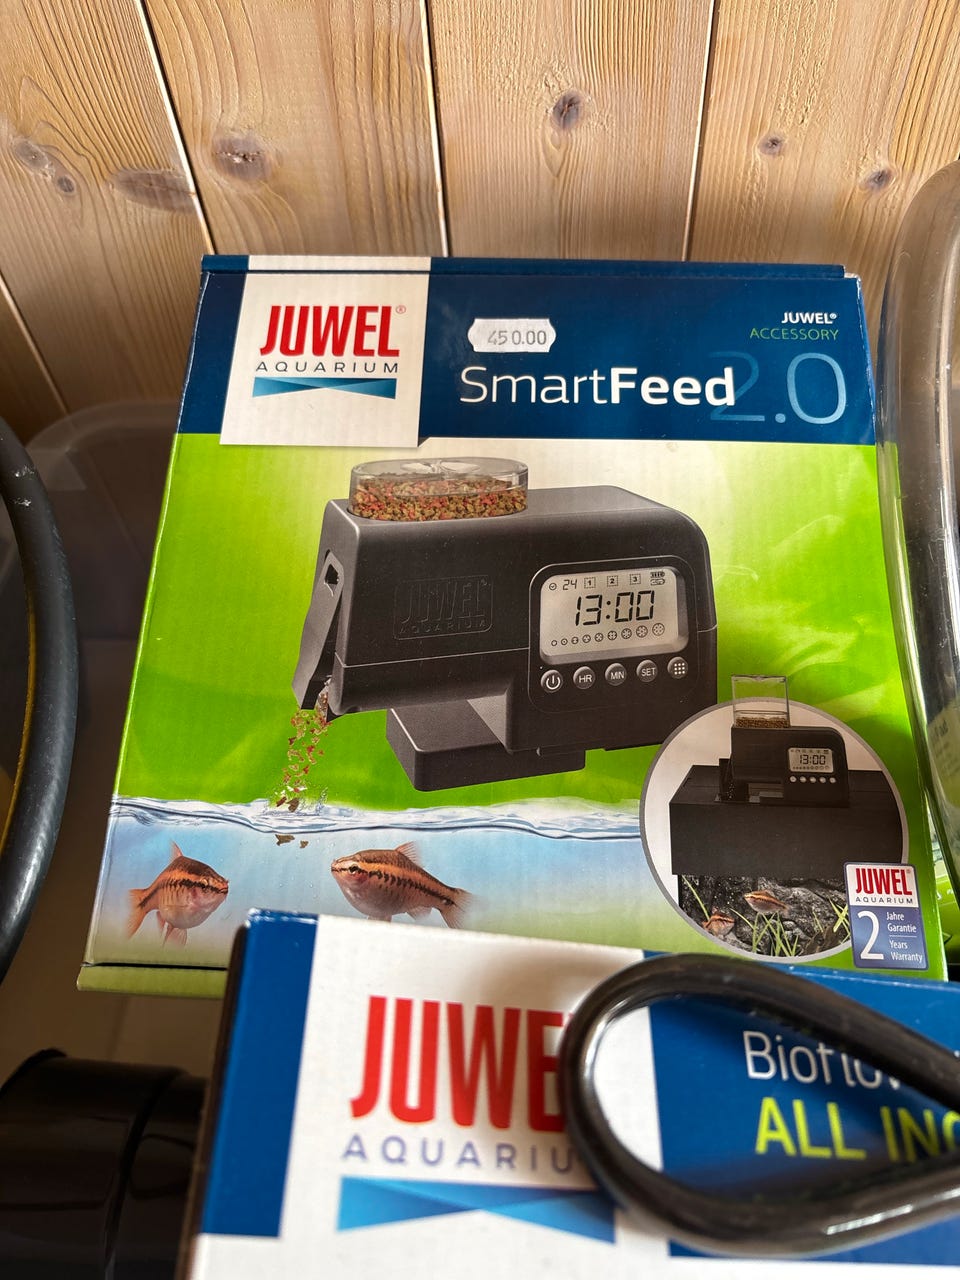 JUWEL®
AQUARIUM
450.00
SmartFeed 2.0
JUWEL®
ACCESSORY
JUWEL®
AQUARIUM
24 1 2 3
13:00
HR MIN SET
13:00
JUWEL®
AQUARIUM
2 Jahre
Garantie
Years
Warranty
JUWE
AQUARIU
Bioflo
ALL IN